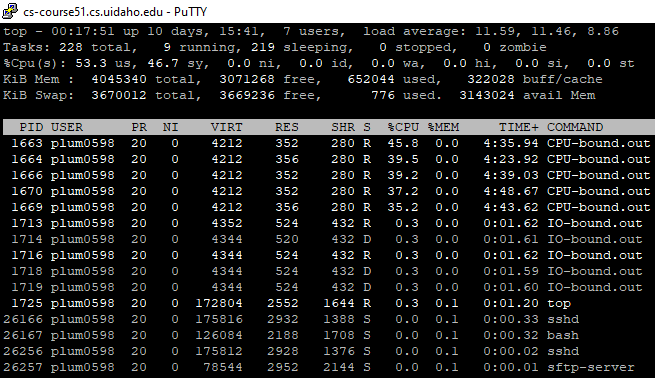 cs-course51.cs.uidaho.edu - PuTTY
top - 00:17:51 up 10 days, 15:41, 7 users, load average: 11.59, 11.46, 8.86
Tasks: 228 total, 9 running, 219 sleeping, 0 stopped, 0 zombie
%Cpu(s): 53.3 us, 46.7 sy, 0.0 ni, 0.0 id, 0.0 wa, 0.0 hi, 0.0 si, 0.0 st
KiB Mem : 4045340 total, 3071268 free, 652044 used, 322028 buff/cache
KiB Swap: 3670012 total, 3669236 free, 776 used. 3143024 avail Mem
PID USER PR NI VIRT RES SHR S %CPU %MEM TIME+ COMMAND
1663 plum0598 20 0 4212 352 280 R 45.8 0.0 4:35.94 CPU-bound.out
1664 plum0598 20 0 4212 356 280 R 39.5 0.0 4:23.92 CPU-bound.out
1666 plum0598 20 0 4212 352 280 R 39.2 0.0 4:39.03 CPU-bound.out
1670 plum0598 20 0 4212 352 280 R 37.2 0.0 4:48.67 CPU-bound.out
1669 plum0598 20 0 4212 356 280 R 35.2 0.0 4:43.62 CPU-bound.out
1713 plum0598 20 0 4352 524 432 R 0.3 0.0 0:01.62 IO-bound.out
1714 plum0598 20 0 4344 520 432 D 0.3 0.0 0:01.61 IO-bound.out
1716 plum0598 20 0 4344 524 432 R 0.3 0.0 0:01.62 IO-bound.out
1718 plum0598 20 0 4344 524 432 D 0.3 0.0 0:01.59 IO-bound.out
1719 plum0598 20 0 4344 524 432 D 0.3 0.0 0:01.60 IO-bound.out
1725 plum0598 20 0 172804 2552 1644 R 0.3 0.1 0:01.20 top
26166 plum0598 20 0 175816 2932 1388 S 0.0 0.1 0:00.33 sshd
26167 plum0598 20 0 126084 2188 1708 S 0.0 0.1 0:00.32 bash
26256 plum0598 20 0 175812 2928 1376 S 0.0 0.1 0:00.02 sshd
26257 plum0598 20 0 78544 2952 2144 S 0.0 0.1 0:00.01 sftp-server